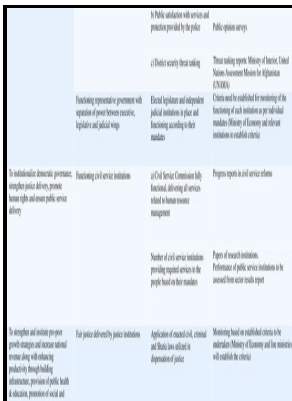 b) Public satisfaction with services and
protection provided by the police
Public opinion surveys
c) District security threat ranking
Threat ranking reports: Ministry of Interior, United
Nations Assessment Mission for Afghanistan
(UNAMA)
Functioning representative government with
separation of power between executive,
legislative and judicial wings
Elected legislature and independent
judicial institutions in place and
functioning according to their
mandates
Criteria need be established for monitoring of the
functioning of each institution as per individual
mandates (Ministry of Economy and relevant
institutions to establish criteria)
To institutionalize democratic governance,
strengthen justice delivery, promote
human rights and ensure public service
delivery
Functioning civil service institutions
a) Civil Service Commission fully
functional, delivering all services
related to human resource
management
Progress reports in civil service reforms
Number of civil service institutions
providing required services to the
people based on their mandates
Papers of research institutions.
Performance of public service institutions to be
assessed from sector results report
To strengthen and institute pro-poor
growth strategies and increase national
revenue along with enhancing
productivity through building
infrastructure, provision of public health
& education, promotion of social and
Fair justice delivered by justice institutions
Application of enacted civil, criminal
and Sharia laws utilized in
dispensation of justice
Monitoring based on established criteria to be
undertaken (Ministry of Economy and line ministries
will establish the criteria)